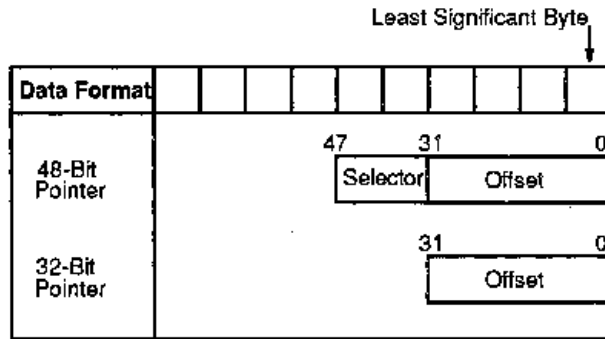 Least Significant Byte
Data Format
47 31 0
48-Bit Selector Offset
Pointer
31 0
32-Bit Offset
Pointer